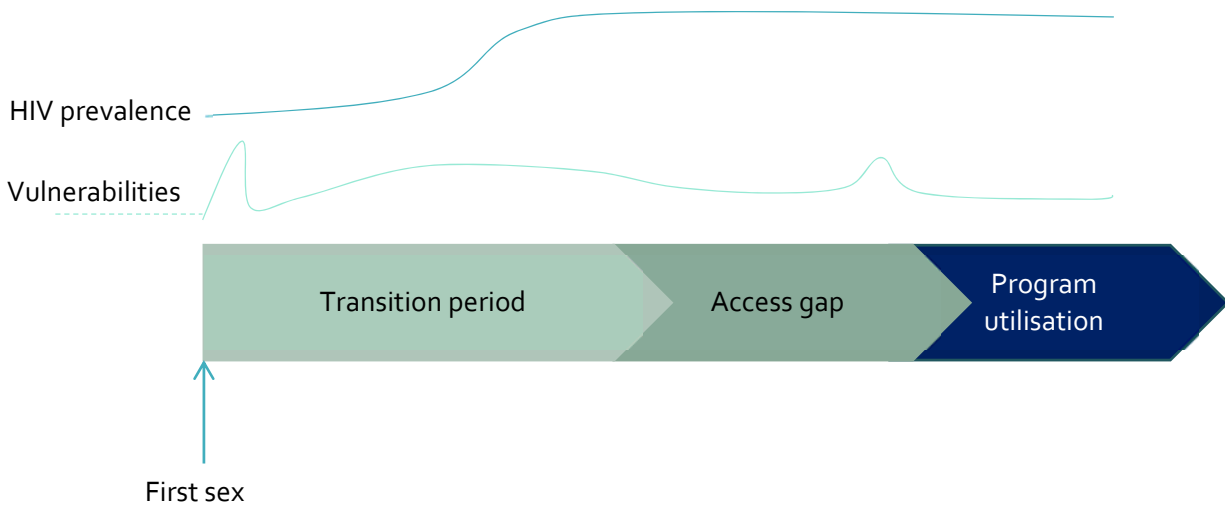 HIV prevalence
Vulnerabilities
Transition period
Access gap
Program
utilisation
First sex